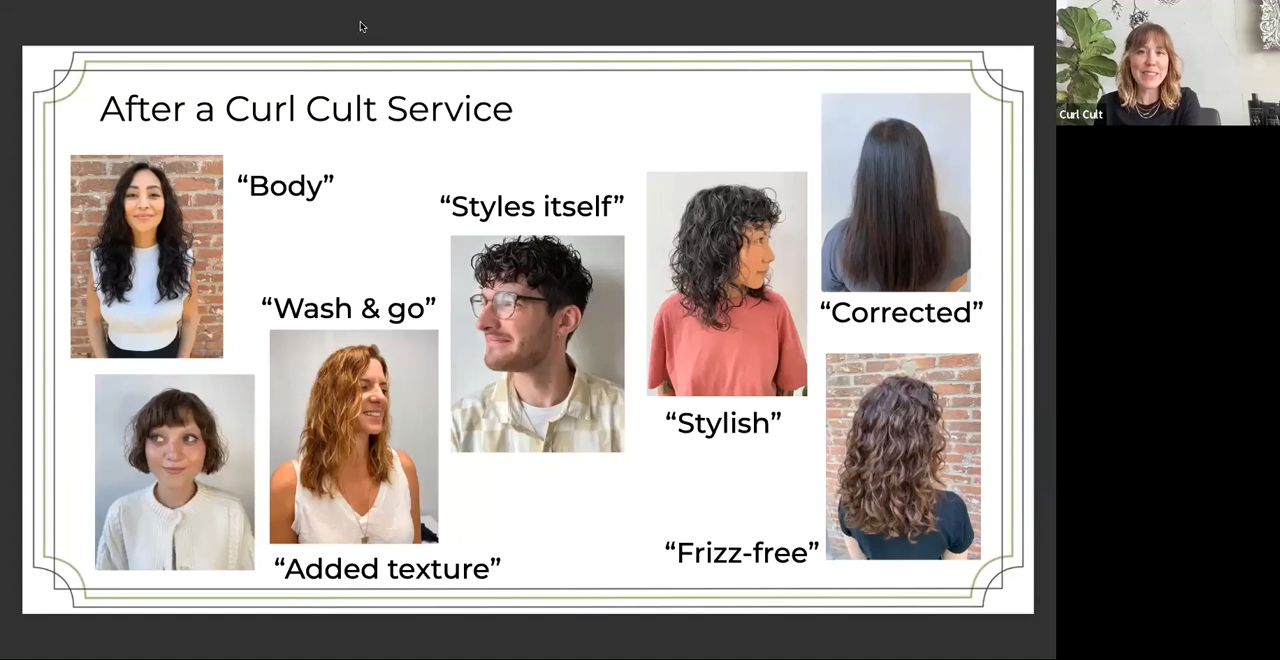 After a Curl Cult Service
“Body”
“Styles itself”
“Wash & go”
“Corrected”
“Stylish”
“Frizz-free”
“Added texture”
Curl Cult